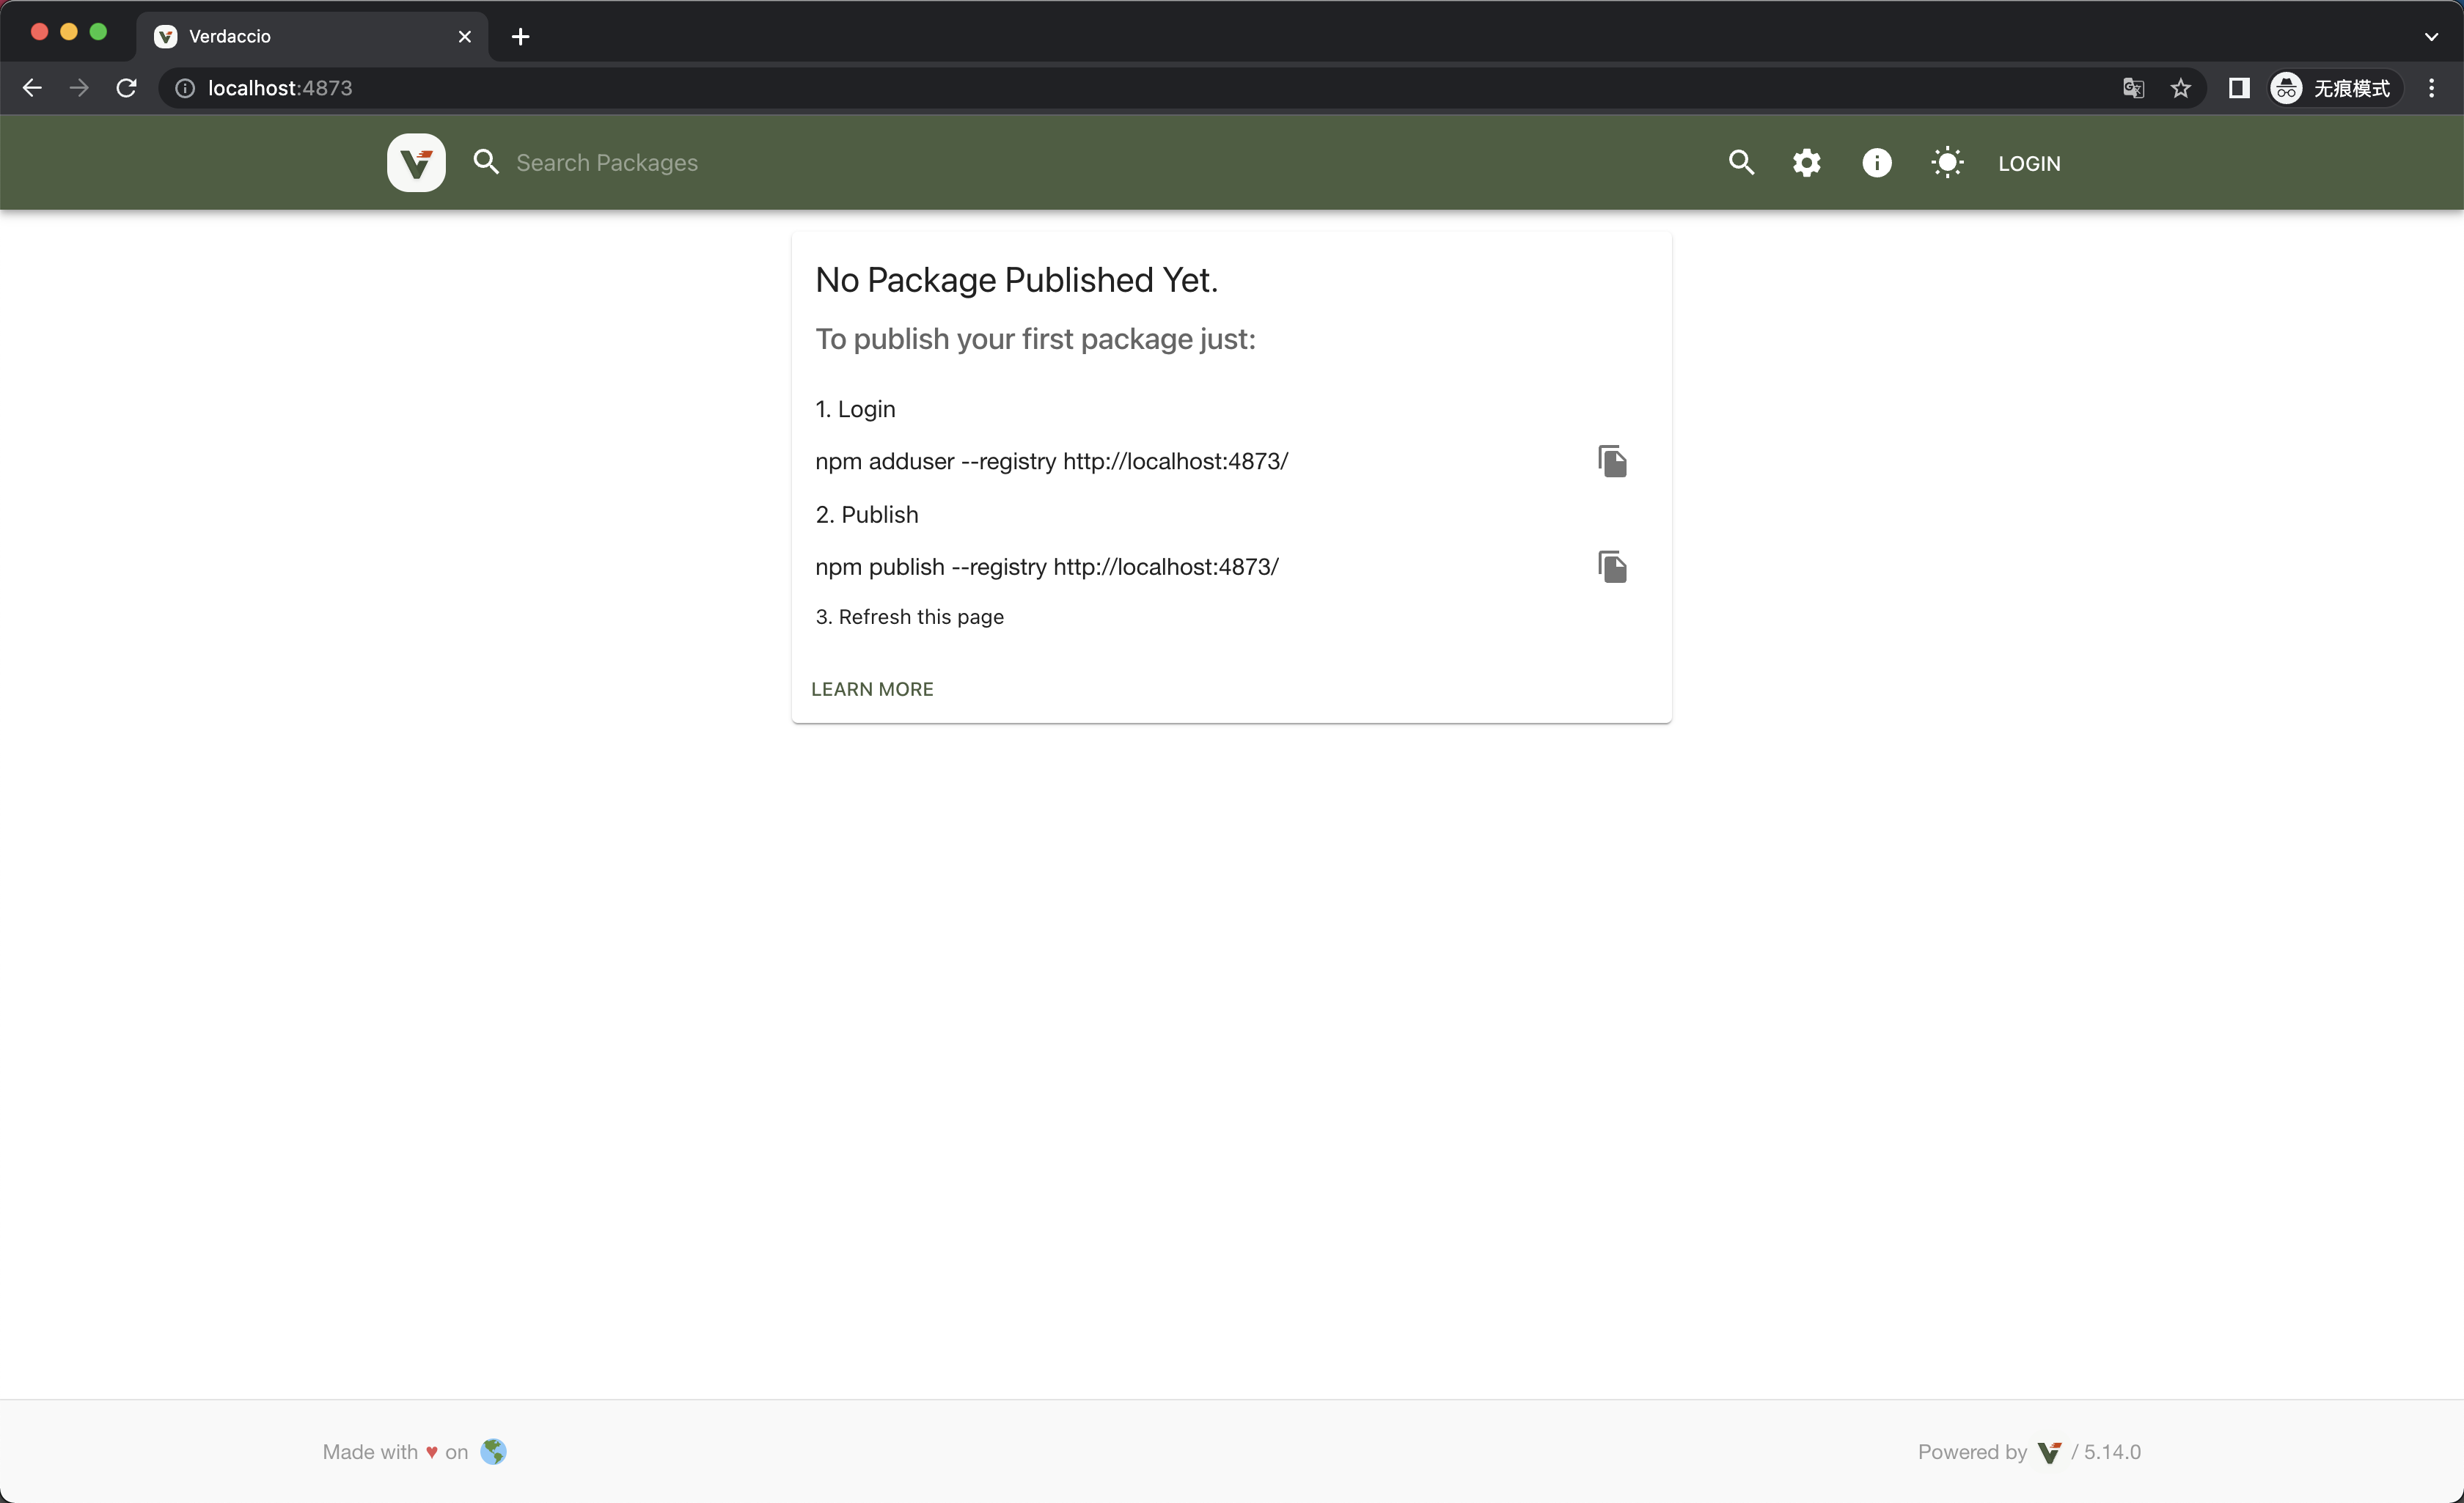 Verdaccio
localhost:4873
无痕模式
Search Packages
LOGIN
No Package Published Yet.
To publish your first package just:
1. Login
npm adduser --registry http://localhost:4873/
2. Publish
npm publish --registry http://localhost:4873/
3. Refresh this page
LEARN MORE
Made with ♥ on
Powered by / 5.14.0